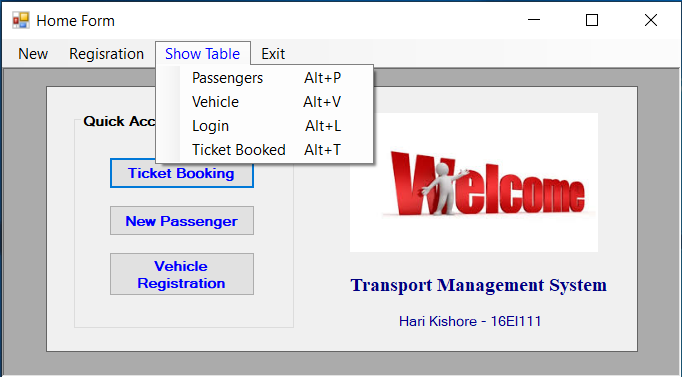 Home Form
New Regisration Show Table Exit
Passengers Alt+P
Vehicle Alt+V
Login Alt+L
Ticket Booked Alt+T
Quick Acc
Ticket Booking
New Passenger
Vehicle
Registration
Welcome
Transport Management System
Hari Kishore - 16EI111